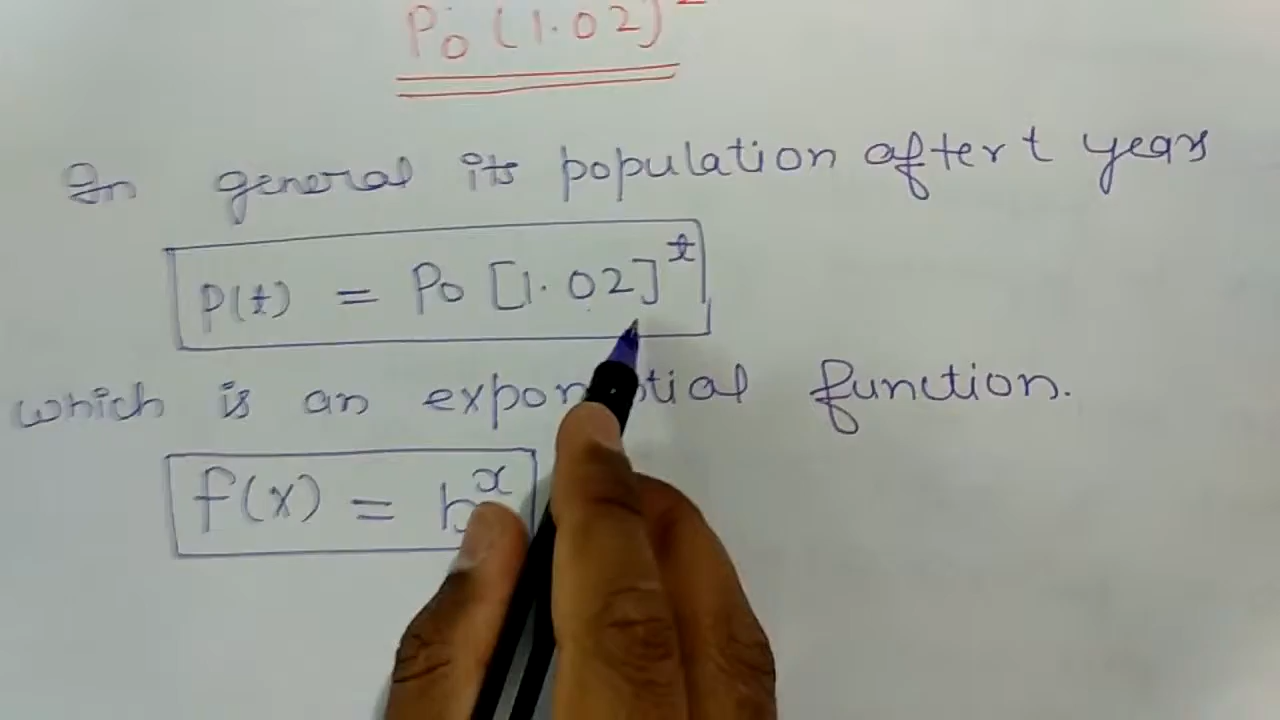 P₀ (1.02)
In general its population after t years
P(t) = P₀ [1.02]^t
which is an exponential function.
f(x) = b^x